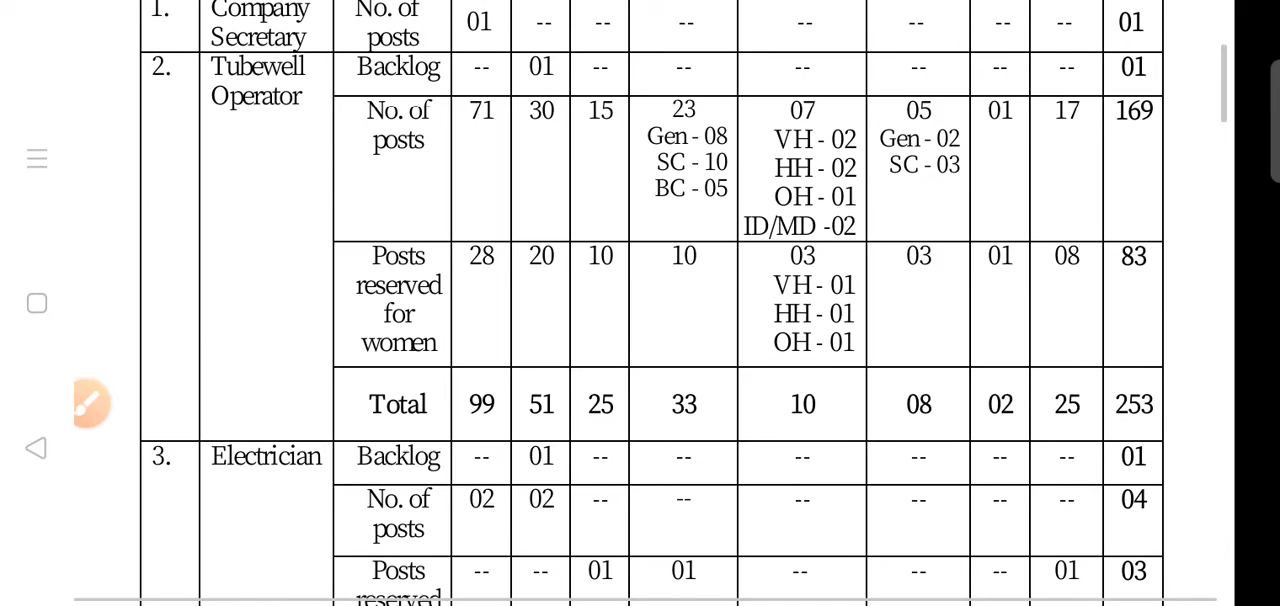 1. Company Secretary No. of posts 01 -- -- -- -- -- -- -- 01
2. Tubewell Operator Backlog -- 01 -- -- -- -- -- -- 01
No. of posts 71 30 15 23 Gen - 08 SC - 10 BC - 05 07 VH - 02 HH - 02 OH - 01 ID/MD -02 05 Gen - 02 SC - 03 01 17 169
Posts reserved for women 28 20 10 10 03 VH - 01 HH - 01 OH - 01 03 01 08 83
Total 99 51 25 33 10 08 02 25 253
3. Electrician Backlog -- 01 -- -- -- -- -- -- 01
No. of posts 02 02 -- -- -- -- -- -- 04
Posts reserved -- -- 01 01 -- -- -- 01 03